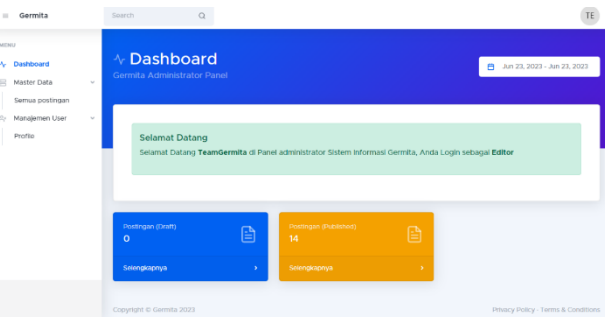 Germita
Search
TE
MENU
Dashboard
Master Data
Semua postingan
Manajemen User
Profile
Dashboard
Germita Administrator Panel
Jun 23, 2023 - Jun 23, 2023
Selamat Datang
Selamat Datang TeamGermita di Panel administrator Sistem Informasi Germita, Anda Login sebagai Editor
Postingan (Draft)
0
Selengkapnya
Postingan (Published)
14
Selengkapnya
Copyright © Germita 2023
Privacy Policy · Terms & Conditions